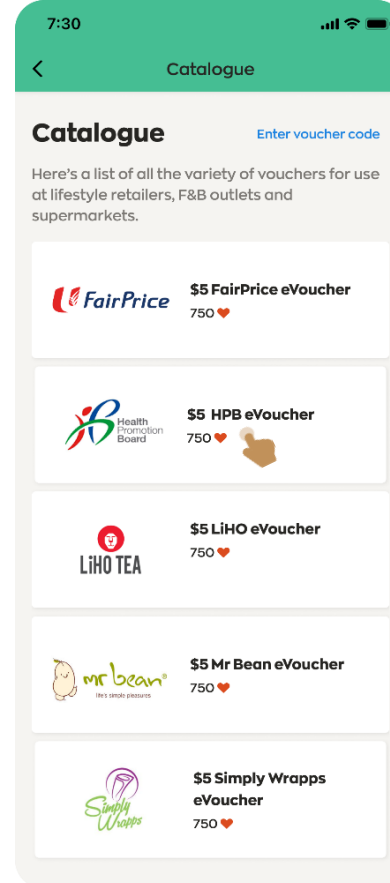 7:30
Catalogue
Catalogue
Enter voucher code
Here's a list of all the variety of vouchers for use
at lifestyle retailers, F&B outlets and
supermarkets.
FairPrice
$5 FairPrice eVoucher
750
Health
Promotion
Board
$5 HPB eVoucher
750
LiHO TEA
$5 LiHO eVoucher
750
mr bean®
life's simple pleasures
$5 Mr Bean eVoucher
750
Simply
Wrapps
$5 Simply Wrapps
eVoucher
750